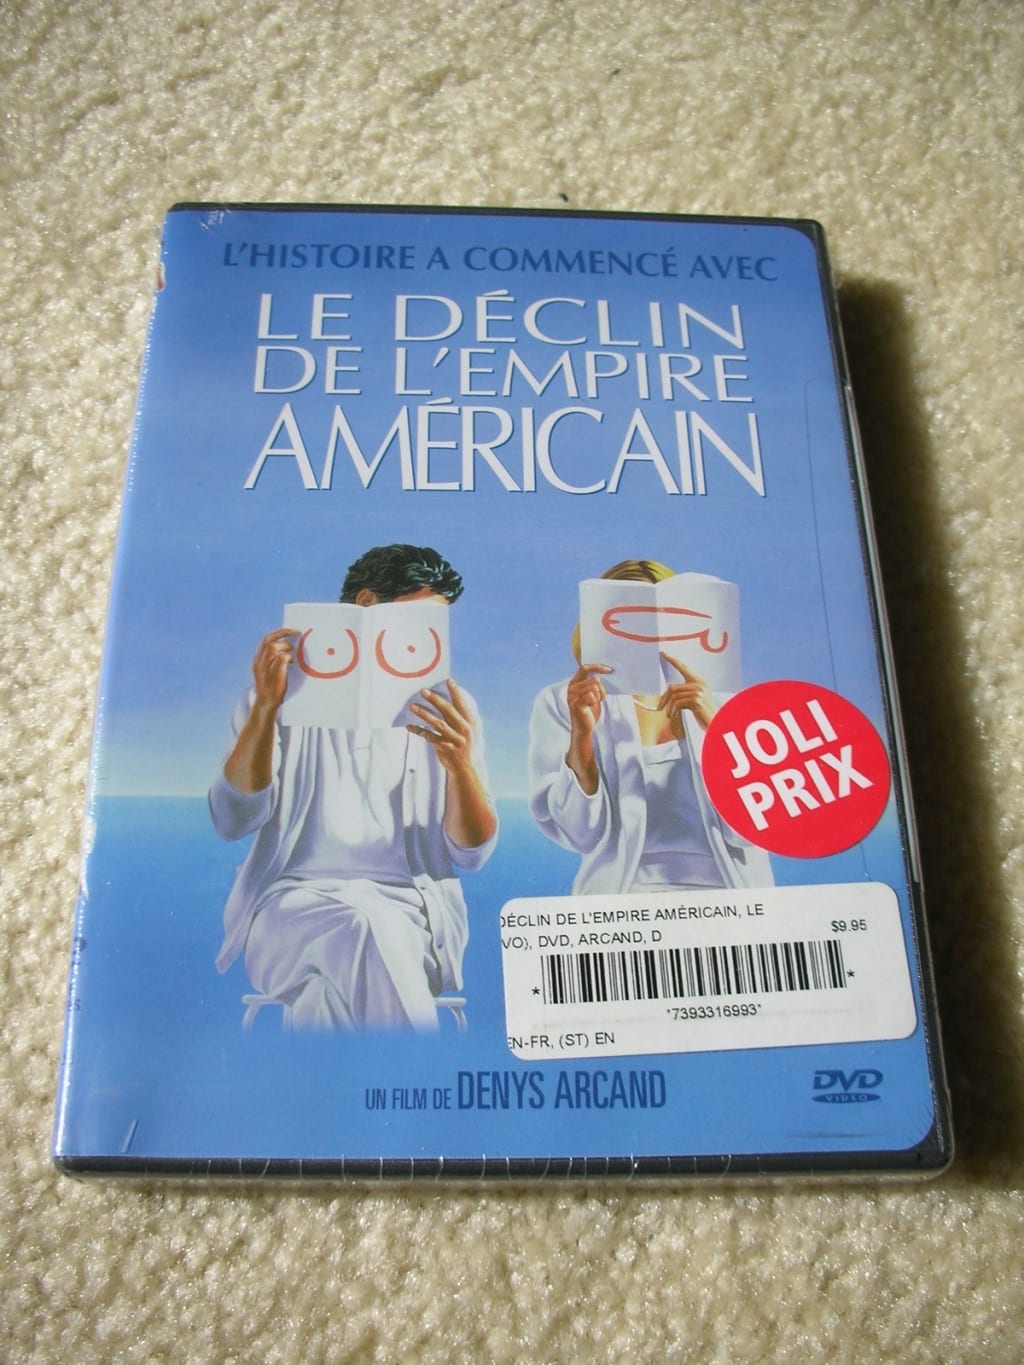 L'HISTOIRE A COMMENCÉ AVEC
LE DÉCLIN
DE L'EMPIRE
AMÉRICAIN
JOLI
PRIX
DÉCLIN DE L'EMPIRE AMÉRICAIN, LE
VO), DVD, ARCAND, D
$9.95
*7393316993*
EN-FR, (ST) EN
UN FILM DE DENYS ARCAND
DVD
VIDEO